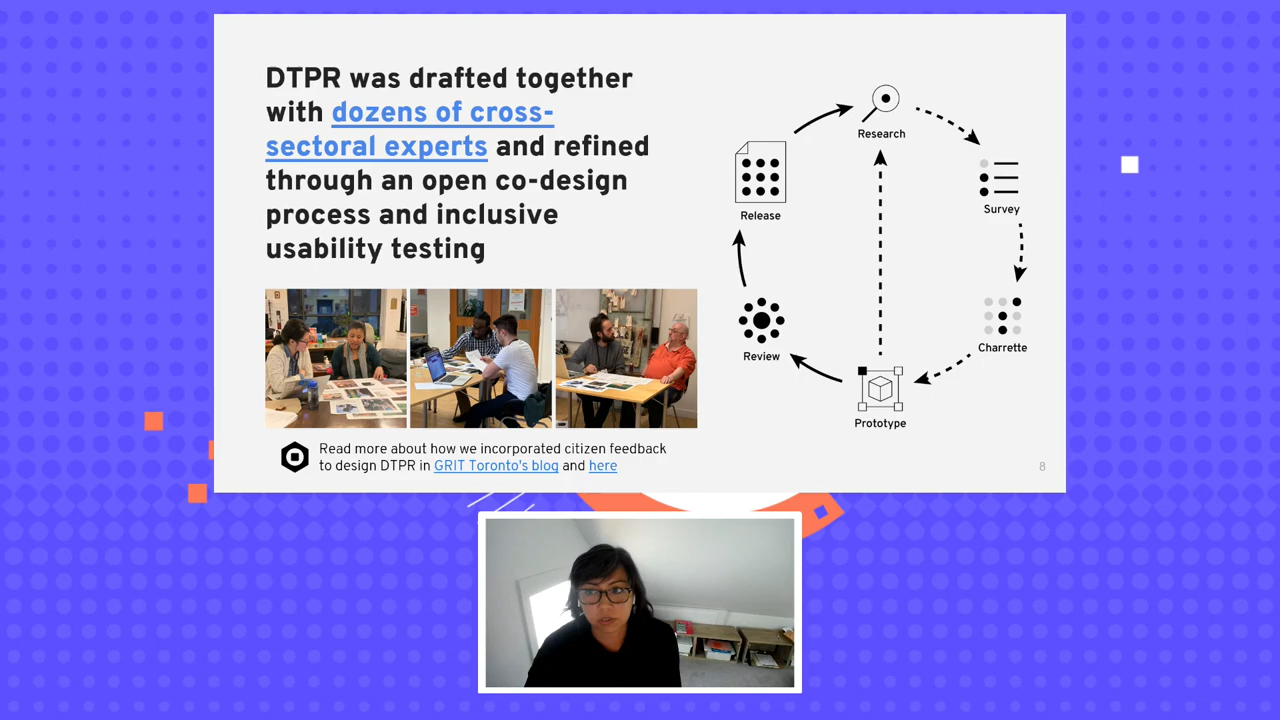 DTPR was drafted together
with dozens of cross-
sectoral experts and refined
through an open co-design
process and inclusive
usability testing
Read more about how we incorporated citizen feedback
to design DTPR in GRIT Toronto's blog and here
Research
Survey
Charrette
Prototype
Review
Release
8